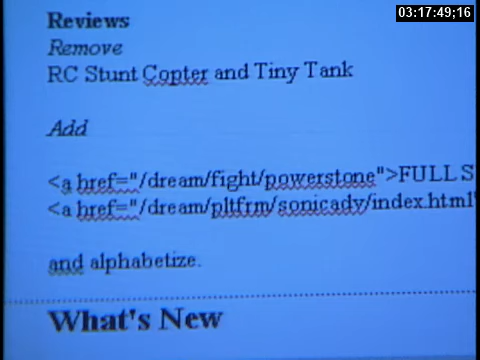 03:17:49;16
Reviews
Remove
RC Stunt Copter and Tiny Tank
Add
<a href="/dream/fight/powerstone">FULL S
<a href="/dream/pltfrm/sonicady/index.html"
and alphabetize.
What's New